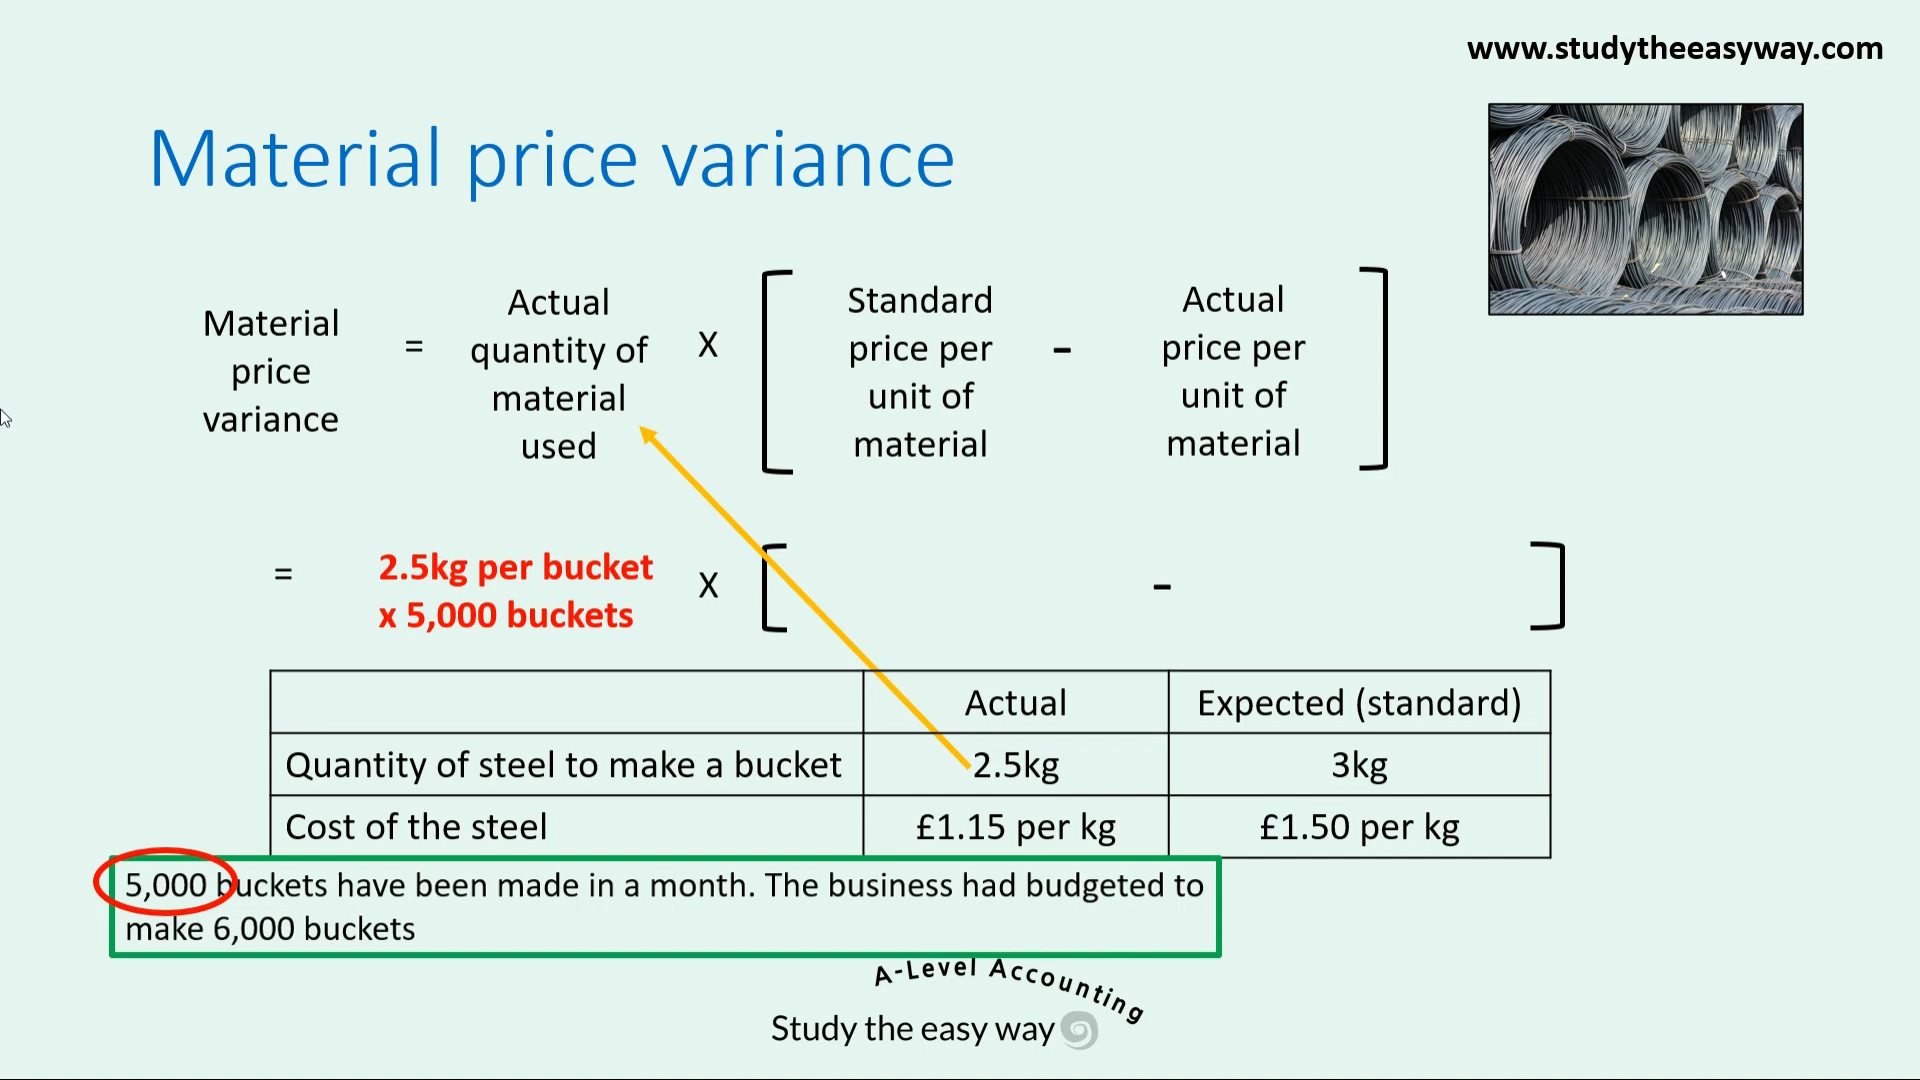 www.studytheeasyway.com
Material price variance
Material
price
variance
=
Actual
quantity of
material
used
X
[
Standard
price per
unit of
material
-
Actual
price per
unit of
material
]
=
2.5kg per bucket
x 5,000 buckets
X
[
-
]
Actual Expected (standard)
Quantity of steel to make a bucket 2.5kg 3kg
Cost of the steel £1.15 per kg £1.50 per kg
5,000 buckets have been made in a month. The business had budgeted to
make 6,000 buckets
A-Level Accounting
Study the easy way